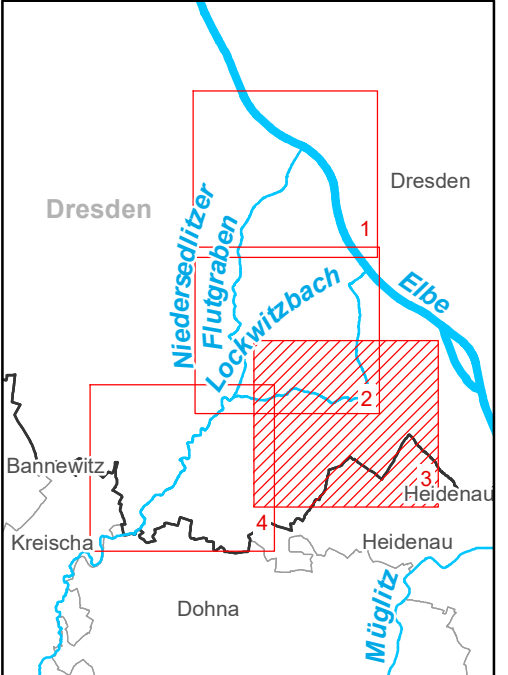 Dresden
Dresden
1
Niedersedlitzer
Flutgraben
Lockwitzbach
Elbe
2
Bannewitz
3
Heidenau
4
Kreischa
Heidenau
Dohna
Müglitz